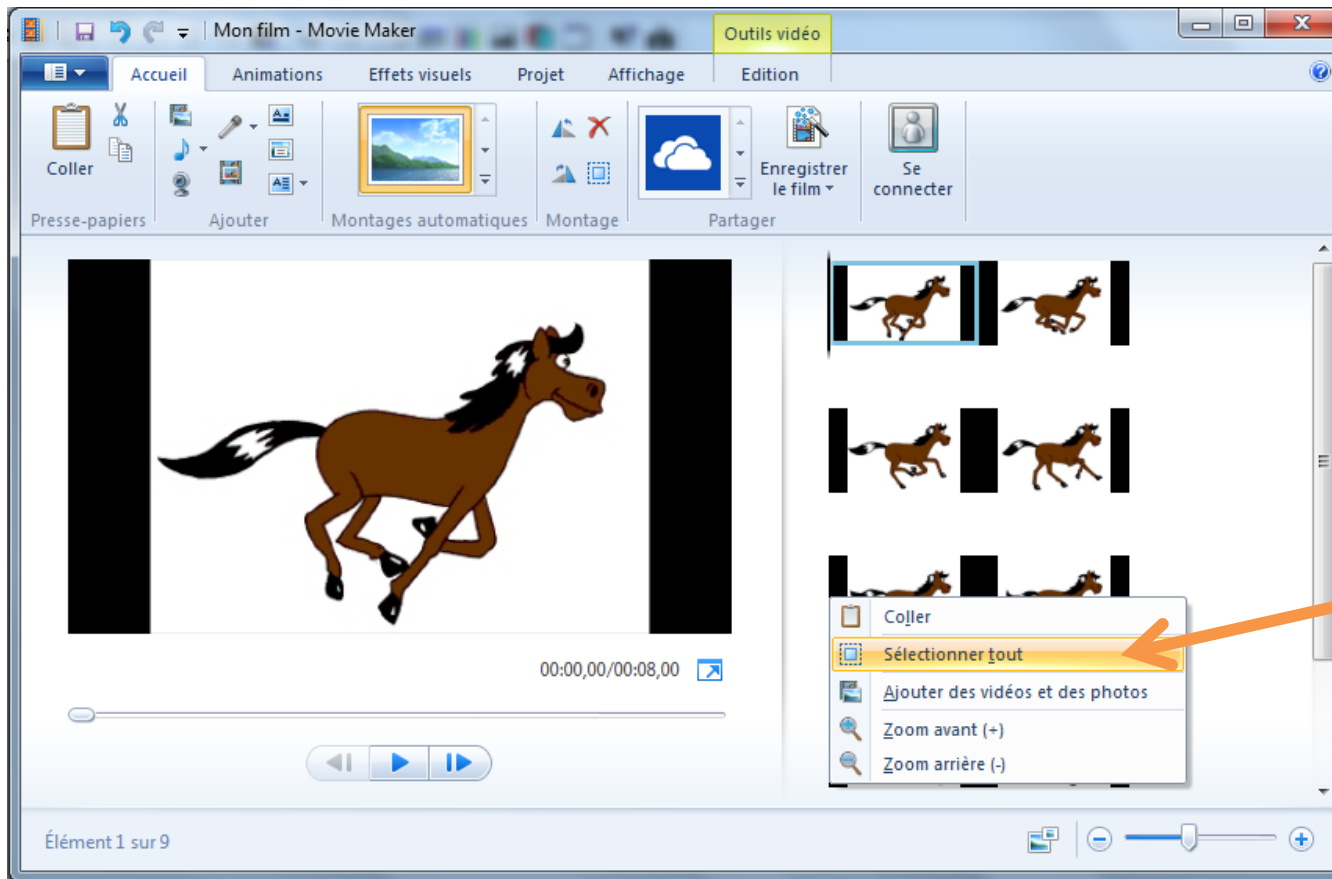 Mon film - Movie Maker
Outils vidéo
Accueil
Animations
Effets visuels
Projet
Affichage
Edition
Coller
Enregistrer
le film
Se
connecter
Presse-papiers
Ajouter
Montages automatiques
Montage
Partager
Coller
Sélectionner tout
Ajouter des vidéos et des photos
Zoom avant (+)
Zoom arrière (-)
00:00,00/00:08,00
Élément 1 sur 9